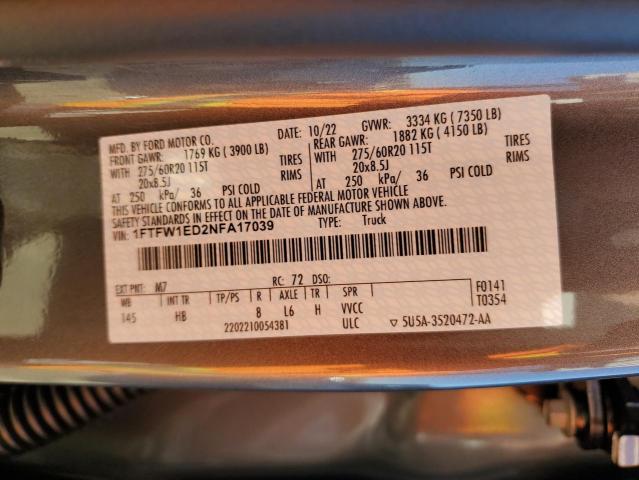 MFD. BY FORD MOTOR CO. DATE: 10/22 GVWR: 3334 KG ( 7350 LB)
FRONT GAWR: 1769 KG ( 3900 LB) REAR GAWR: 1882 KG ( 4150 LB)
WITH 275/60R20 115T TIRES WITH 275/60R20 115T TIRES
20x8.5J RIMS 20x8.5J RIMS
AT 250 kPa/ 36 PSI COLD AT 250 kPa/ 36 PSI COLD
THIS VEHICLE CONFORMS TO ALL APPLICABLE FEDERAL MOTOR VEHICLE
SAFETY STANDARDS IN EFFECT ON THE DATE OF MANUFACTURE SHOWN ABOVE.
VIN: 1FTFW1ED2NFA17039 TYPE: Truck
EXT PNT: M7 RC: 72 DSO: F0141
WB INT TR TP/PS R AXLE TR SPR T0354
145 HB 8 L6 H VVCC
2202210054381 ULC ▽ 5U5A-3520472-AA